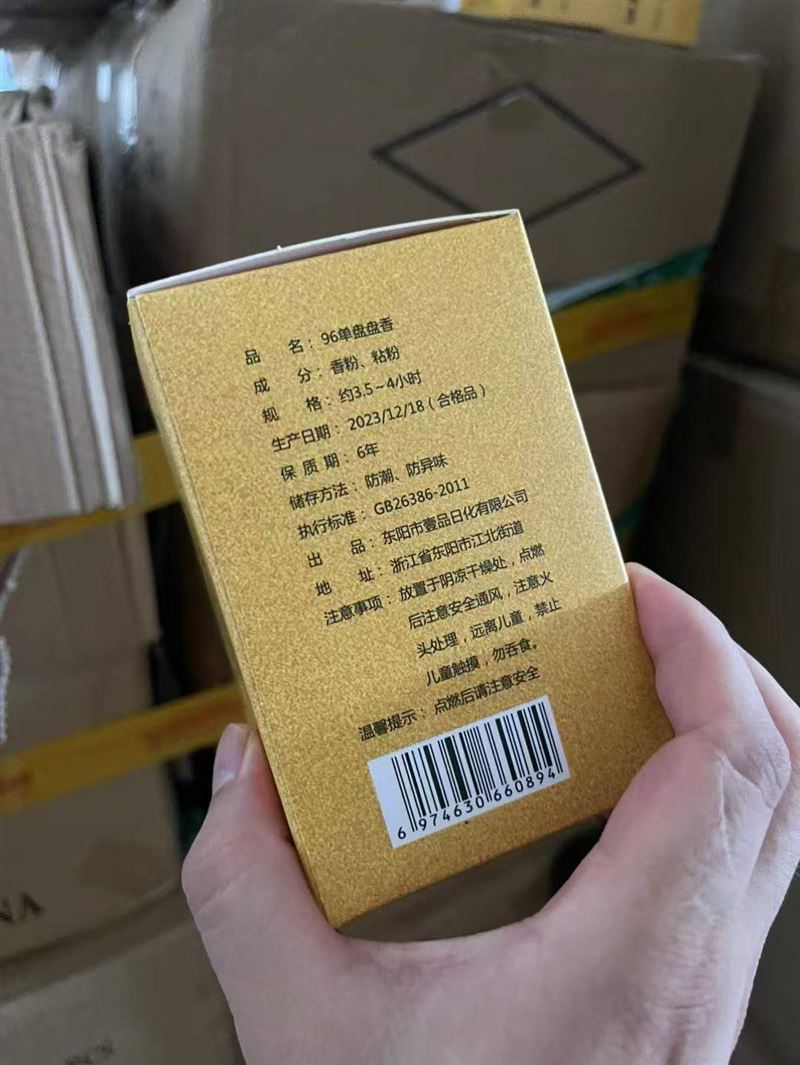 品 名：96单盘盘香
成 分：香粉、粘粉
规 格：约3.5～4小时
生产日期：2023/12/18（合格品）
保 质 期：6年
储存方法：防潮、防异味
执行标准：GB26386-2011
出 品：东阳市壹品日化有限公司
地 址：浙江省东阳市江北街道
注意事项：放置于阴凉干燥处，点燃
后注意安全通风，注意火
头处理，远离儿童，禁止
儿童触摸，勿吞食。
温馨提示：点燃后请注意安全
6 974630 660894